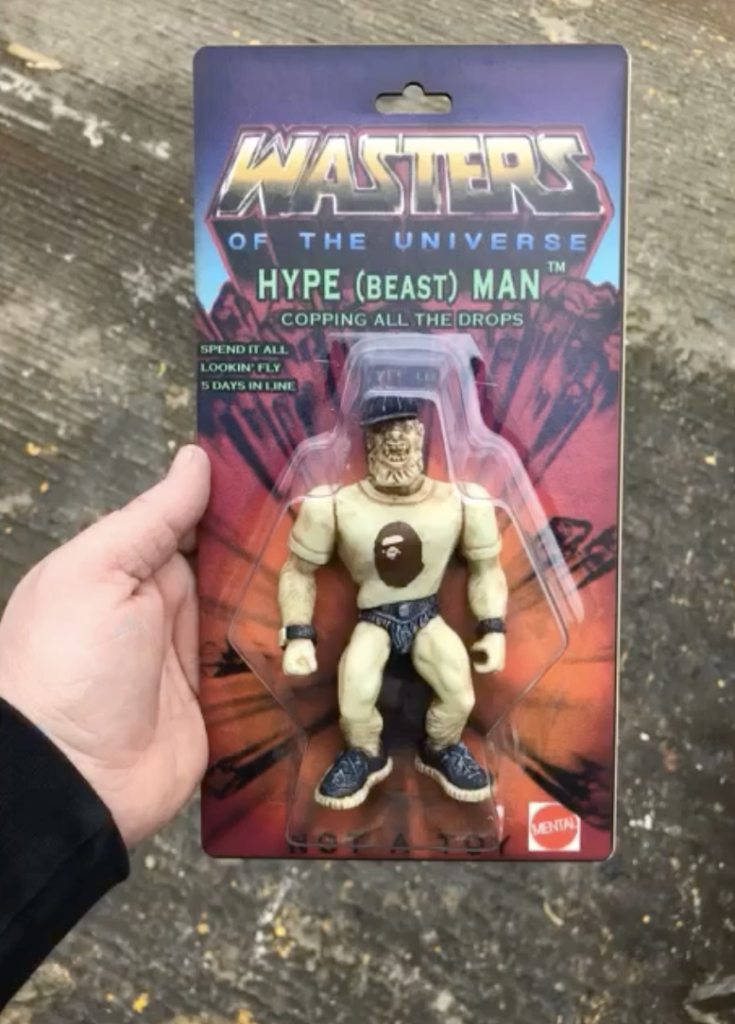 WASTERS
OF THE UNIVERSE
HYPE (BEAST) MAN™
COPPING ALL THE DROPS
SPEND IT ALL
LOOKIN' FLY
5 DAYS IN LINE
NOT A TOY
MENTAL